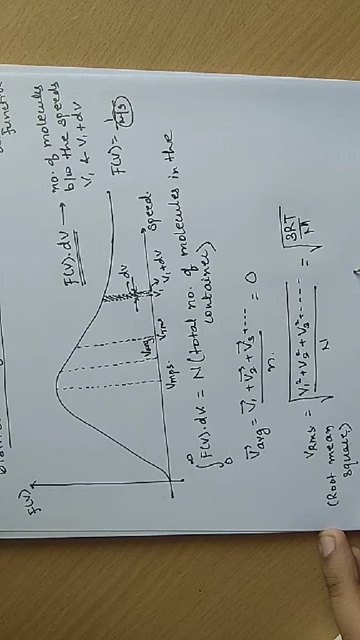 function
F(v)
F(v).dv → no. of molecules
b/w the speeds
v₁ & v₁+dv
F(v) = 1/(m/s)
dv
Vmps
Vavg
Vrms
v₁
v₁+dv
speed.
∫₀^∞ F(v).dv = N (total no. of molecules in the
container)
v⃗avg = (v⃗₁ + v⃗₂ + v⃗₃ + ....)/n. = 0
vRms = √((v₁² + v₂² + v₃² + ....)/N) = √(3RT/M)
(Root mean
square)